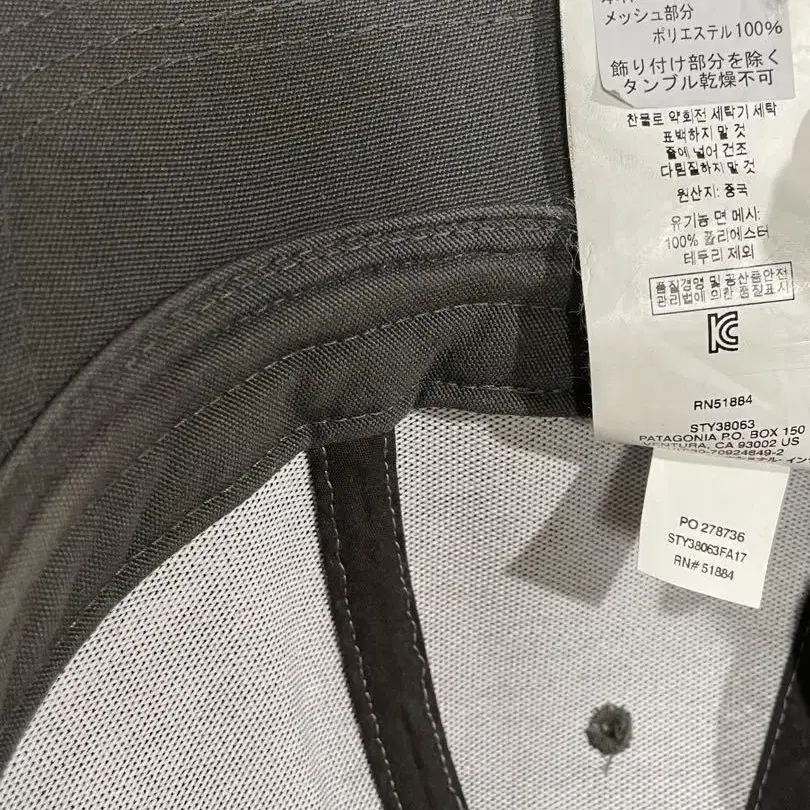 メッシュ部分
ポリエステル100%
飾り付け部分を除く
タンブル乾燥不可
찬물로 약회전 세탁기 세탁
표백하지 말 것
줄에 널어 건조
다림질하지 말 것
원산지: 중국
유기농 면 메시:
100% 폴리에스터
테두리 제외
품질경영 및 공산품안전
관리법에 의한 품질표시
RN51884
STY38063
PATAGONIA P.O. BOX 150
VENTURA, CA 93002 US
70924649-2
PO 278736
STY38063FA17
RN# 51884